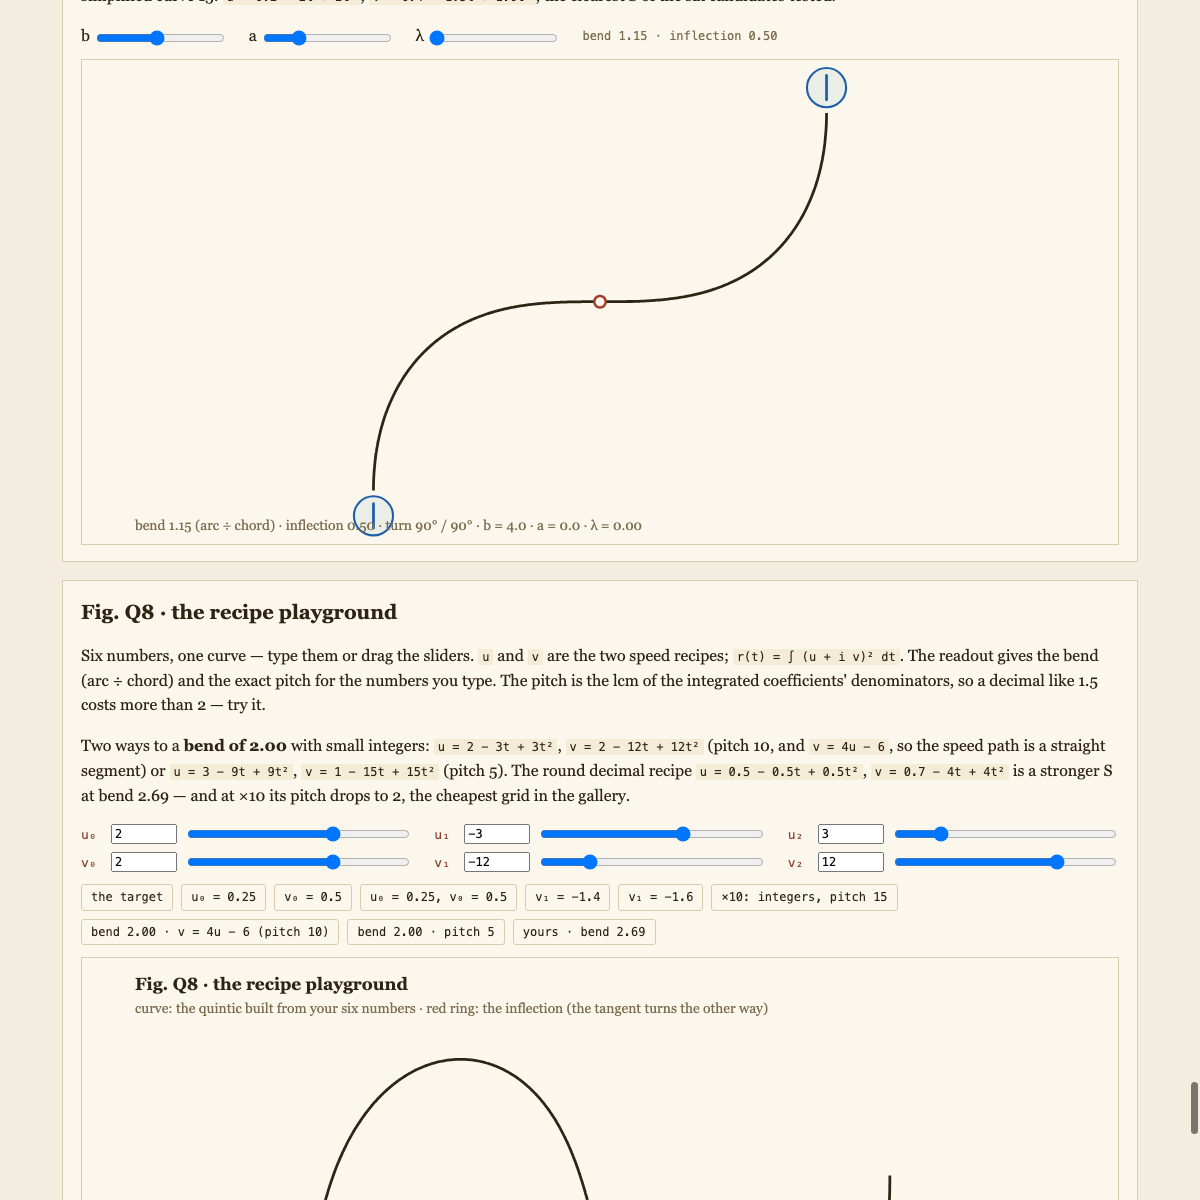 b a λ bend 1.15 · inflection 0.50
bend 1.15 (arc ÷ chord) · inflection 0.50 · turn 90° / 90° · b = 4.0 · a = 0.0 · λ = 0.00
Fig. Q8 · the recipe playground
Six numbers, one curve — type them or drag the sliders. u and v are the two speed recipes; r(t) = ∫ (u + i v)² dt. The readout gives the bend
(arc ÷ chord) and the exact pitch for the numbers you type. The pitch is the lcm of the integrated coefficients' denominators, so a decimal like 1.5
costs more than 2 — try it.
Two ways to a bend of 2.00 with small integers: u = 2 − 3t + 3t², v = 2 − 12t + 12t² (pitch 10, and v = 4u − 6, so the speed path is a straight
segment) or u = 3 − 9t + 9t², v = 1 − 15t + 15t² (pitch 5). The round decimal recipe u = 0.5 − 0.5t + 0.5t², v = 0.7 − 4t + 4t² is a stronger S
at bend 2.69 — and at ×10 its pitch drops to 2, the cheapest grid in the gallery.
u₀ 2 u₁ −3 u₂ 3
v₀ 2 v₁ −12 v₂ 12
the target u₀ = 0.25 v₀ = 0.5 u₀ = 0.25, v₀ = 0.5 v₁ = −1.4 v₁ = −1.6 ×10: integers, pitch 15
bend 2.00 · v = 4u − 6 (pitch 10) bend 2.00 · pitch 5 yours · bend 2.69
Fig. Q8 · the recipe playground
curve: the quintic built from your six numbers · red ring: the inflection (the tangent turns the other way)